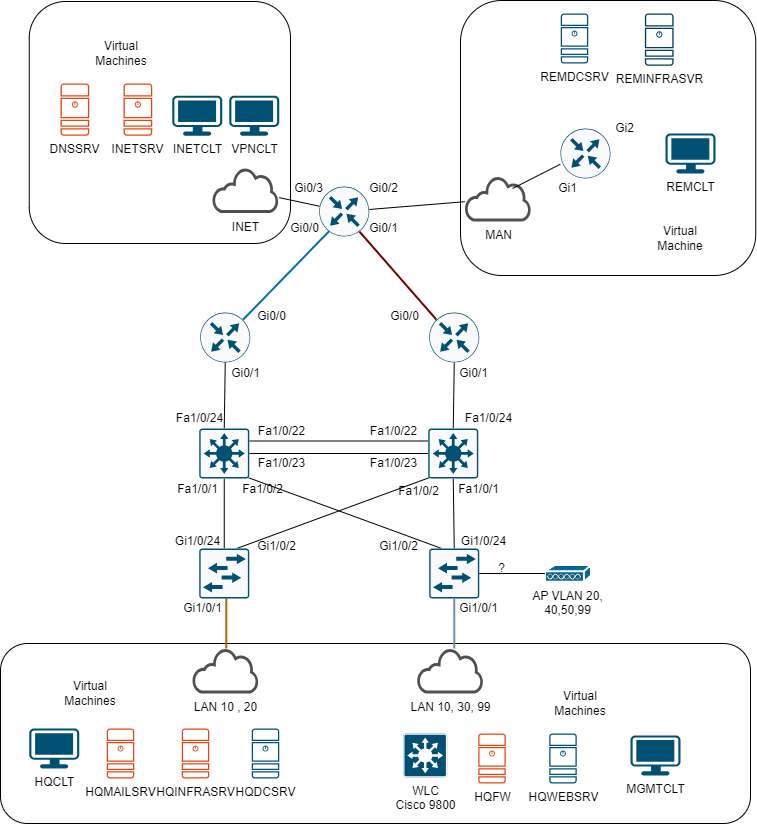 Virtual
Machines
DNSSRV
INETSRV
INETCLT
VPNCLT
INET
REMDCSRV
REMINFRASVR
Gi2
Gi1
REMCLT
MAN
Virtual
Machine
Gi0/3
Gi0/2
Gi0/0
Gi0/1
Gi0/0
Gi0/0
Gi0/1
Gi0/1
Fa1/0/24
Fa1/0/24
Fa1/0/22
Fa1/0/22
Fa1/0/23
Fa1/0/23
Fa1/0/1
Fa1/0/2
Fa1/0/2
Fa1/0/1
Gi1/0/24
Gi1/0/2
Gi1/0/2
Gi1/0/24
?
AP VLAN 20,
40,50,99
Gi1/0/1
Gi1/0/1
Virtual
Machines
LAN 10 , 20
LAN 10, 30, 99
Virtual
Machines
HQCLT
HQMAILSRV
HQINFRASRV
HQDCSRV
WLC
Cisco 9800
HQFW
HQWEBSRV
MGMTCLT